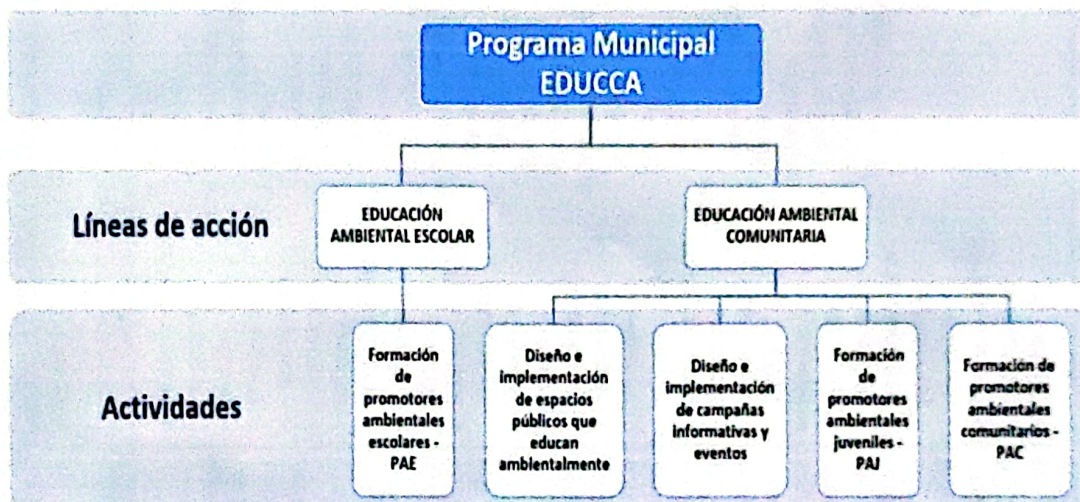 Programa Municipal
EDUCCA
Líneas de acción
EDUCACIÓN
AMBIENTAL ESCOLAR
EDUCACIÓN AMBIENTAL
COMUNITARIA
Actividades
Formación
de
promotores
ambientales
escolares -
PAE
Diseño e
implementación
de espacios
públicos que
educan
ambientalmente
Diseño e
implementación
de campañas
informativas y
eventos
Formación
de
promotores
ambientales
juveniles -
PAJ
Formación de
promotores
ambientales
comunitarios -
PAC